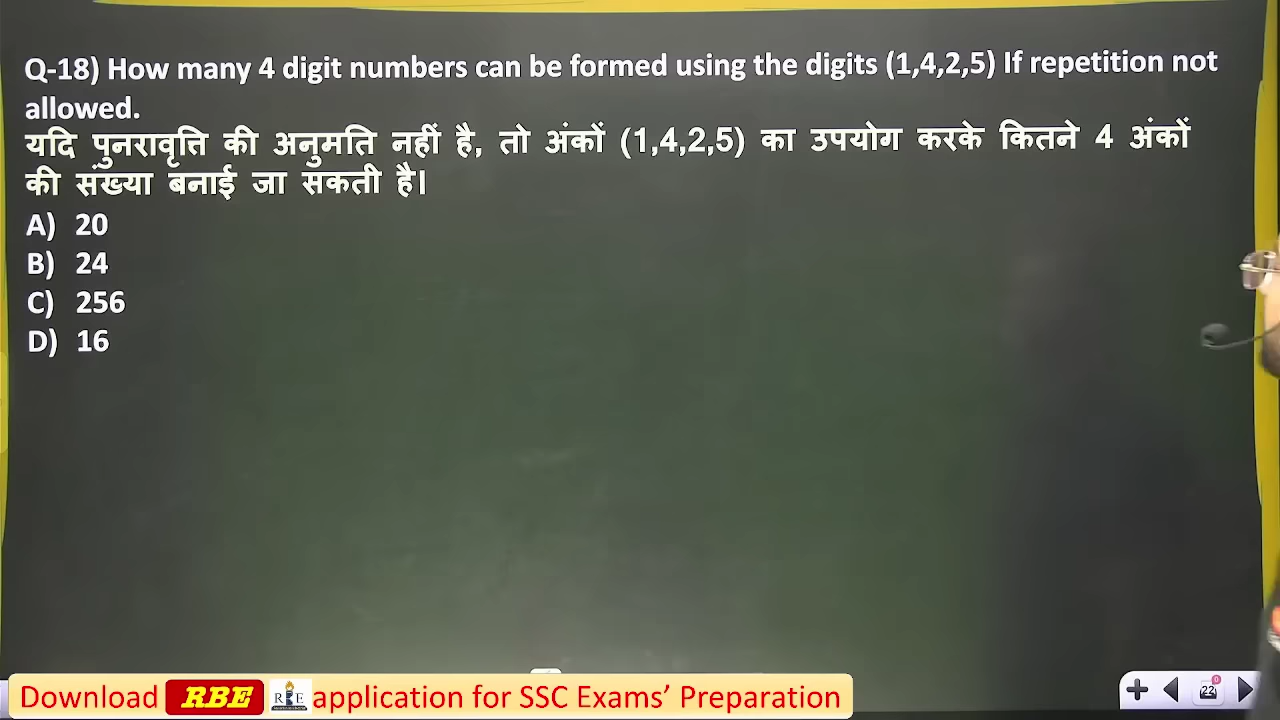 Q-18) How many 4 digit numbers can be formed using the digits (1,4,2,5) If repetition not
allowed.
यदि पुनरावृत्ति की अनुमति नहीं है, तो अंकों (1,4,2,5) का उपयोग करके कितने 4 अंकों
की संख्या बनाई जा सकती है।
A) 20
B) 24
C) 256
D) 16
Download RBE RBE application for SSC Exams’ Preparation
22 0